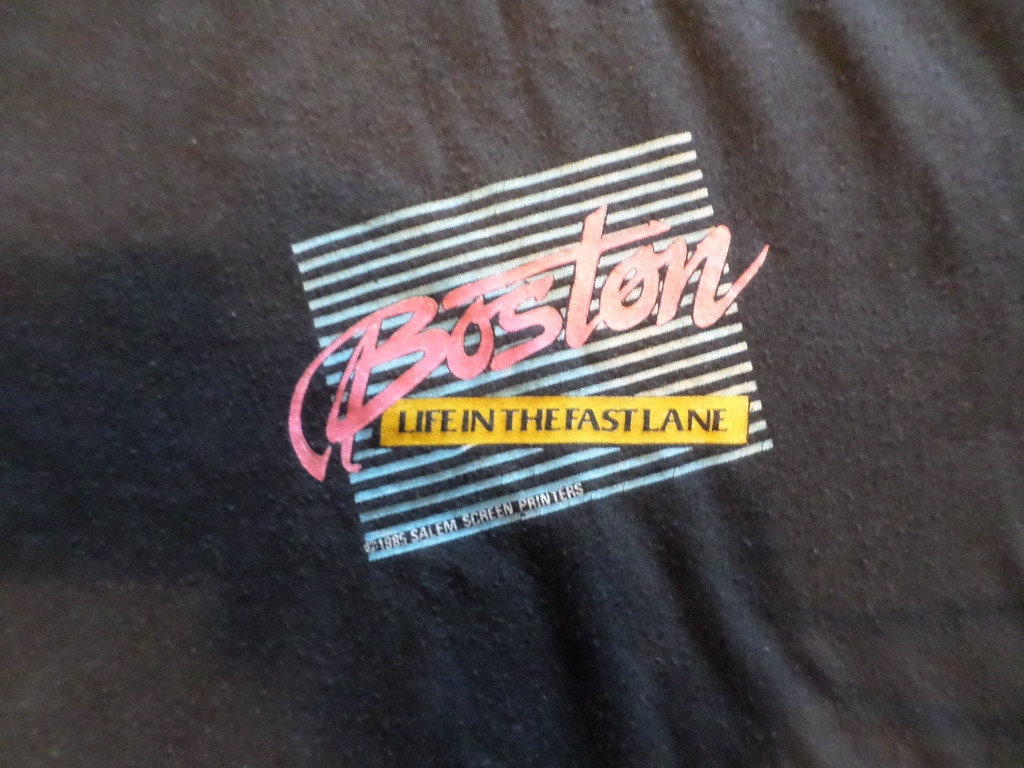 Boston
LIFE IN THE FAST LANE
©1985 SALEM SCREEN PRINTERS